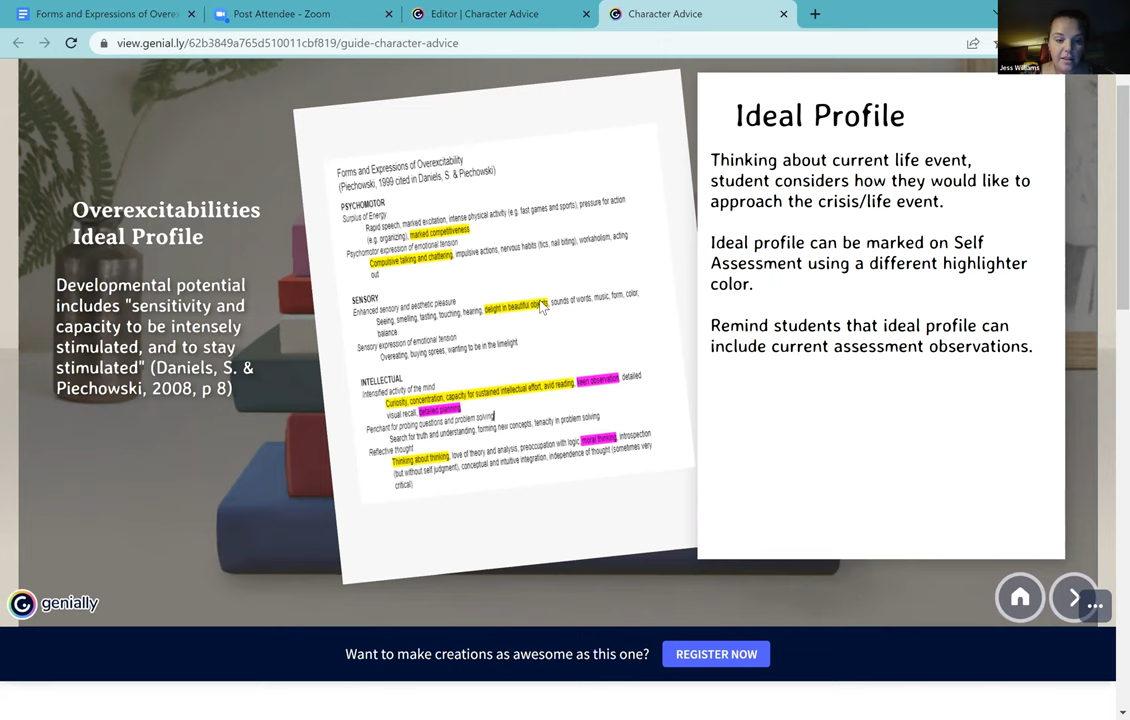 Forms and Expressions of Overe
Post Attendee - Zoom
Editor | Character Advice
Character Advice
view.genial.ly/62b3849a765d510011cbf819/guide-character-advice
Jess Williams
Overexcitabilities
Ideal Profile
Developmental potential
includes "sensitivity and
capacity to be intensely
stimulated, and to stay
stimulated" (Daniels, S. &
Piechowski, 2008, p 8)
Forms and Expressions of Overexcitability
(Piechowski, 1999 cited in Daniels, S. & Piechowski)
PSYCHOMOTOR
Surplus of Energy
Rapid speech, marked excitation, intense physical activity (e.g. fast games and sports), pressure for action
(e.g. organizing), marked competitiveness
Psychomotor expression of emotional tension
Compulsive talking and chattering, impulsive actions, nervous habits (tics, nail biting), workaholism, acting
out
SENSORY
Enhanced sensory and aesthetic pleasure
Seeing, smelling, tasting, touching, hearing, delight in beautiful objects, sounds of words, music, form, color,
balance
Sensory expression of emotional tension
Overeating, buying sprees, wanting to be in the limelight
INTELLECTUAL
Intensified activity of the mind
Curiosity, concentration, capacity for sustained intellectual effort, avid reading, keen observation, detailed
visual recall, detailed planning
Penchant for probing questions and problem solving
Search for truth and understanding, forming new concepts, tenacity in problem solving
Reflective thought
Thinking about thinking, love of theory and analysis, preoccupation with logic, moral thinking, introspection
(but without self judgment), conceptual and intuitive integration, independence of thought (sometimes very
critical)
Ideal Profile
Thinking about current life event,
student considers how they would like to
approach the crisis/life event.
Ideal profile can be marked on Self
Assessment using a different highlighter
color.
Remind students that ideal profile can
include current assessment observations.
genially
Want to make creations as awesome as this one?
REGISTER NOW